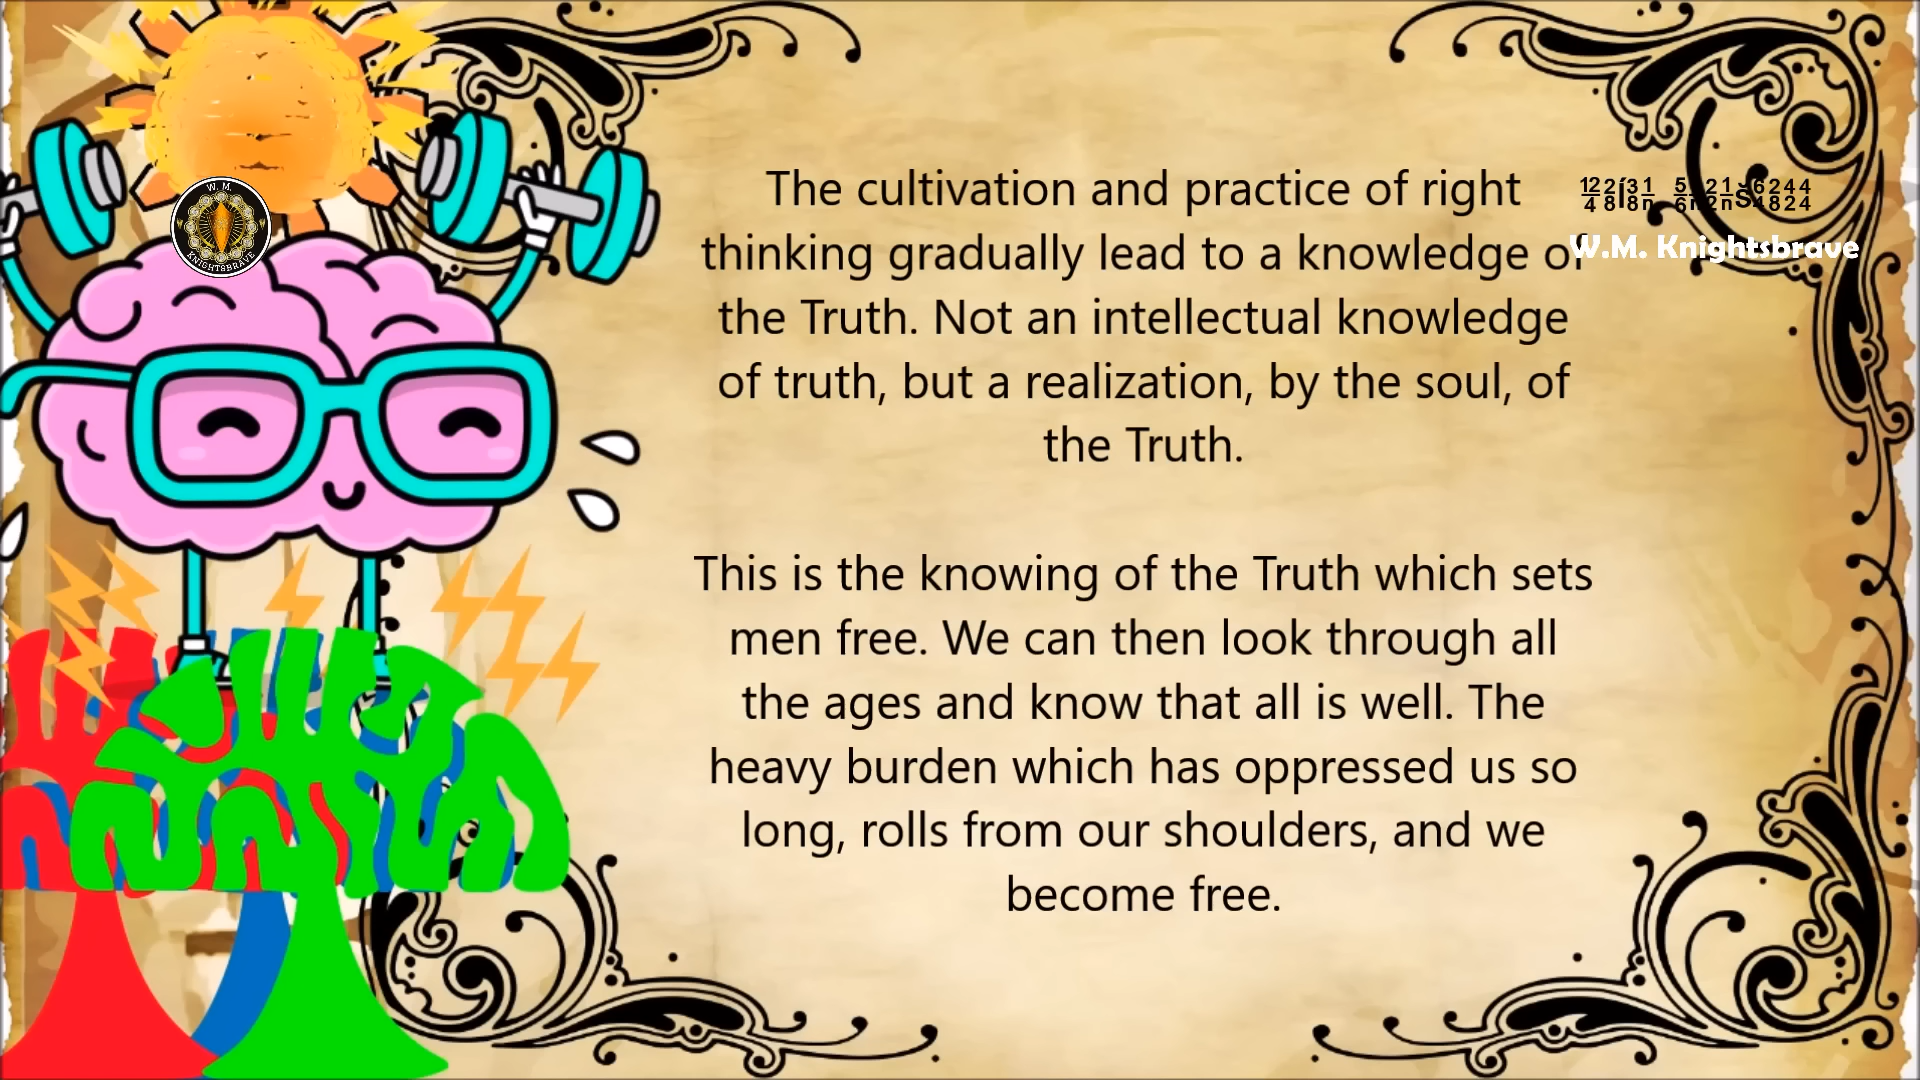 W. M.
KNIGHTSBRAVE
The cultivation and practice of right
thinking gradually lead to a knowledge of
the Truth. Not an intellectual knowledge
of truth, but a realization, by the soul, of
the Truth.
This is the knowing of the Truth which sets
men free. We can then look through all
the ages and know that all is well. The
heavy burden which has oppressed us so
long, rolls from our shoulders, and we
become free.
W.M. Knightsbrave